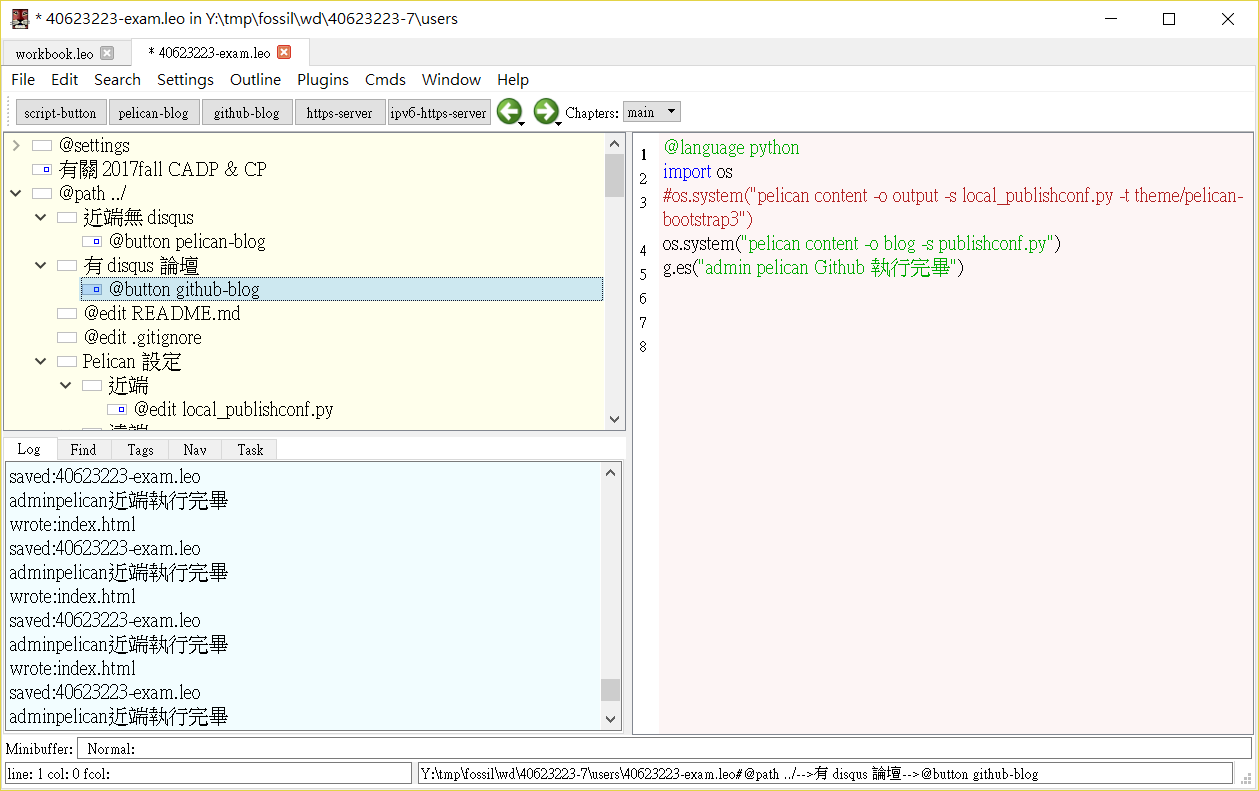 * 40623223-exam.leo in Y:\tmp\fossil\wd\40623223-7\users
workbook.leo * 40623223-exam.leo
File Edit Search Settings Outline Plugins Cmds Window Help
script-button pelican-blog github-blog https-server ipv6-https-server Chapters: main
@settings
有關 2017fall CADP & CP
@path ../
近端無 disqus
@button pelican-blog
有 disqus 論壇
@button github-blog
@edit README.md
@edit .gitignore
Pelican 設定
近端
@edit local_publishconf.py
Log Find Tags Nav Task
saved:40623223-exam.leo
adminpelican近端執行完畢
wrote:index.html
saved:40623223-exam.leo
adminpelican近端執行完畢
wrote:index.html
saved:40623223-exam.leo
adminpelican近端執行完畢
wrote:index.html
saved:40623223-exam.leo
adminpelican近端執行完畢
1 @language python
2 import os
3 #os.system("pelican content -o output -s local_publishconf.py -t theme/pelican-
bootstrap3")
4 os.system("pelican content -o blog -s publishconf.py")
5 g.es("admin pelican Github 執行完畢")
6
7
8
Minibuffer: Normal:
line: 1 col: 0 fcol:
Y:\tmp\fossil\wd\40623223-7\users\40623223-exam.leo#@path ../-->有 disqus 論壇-->@button github-blog